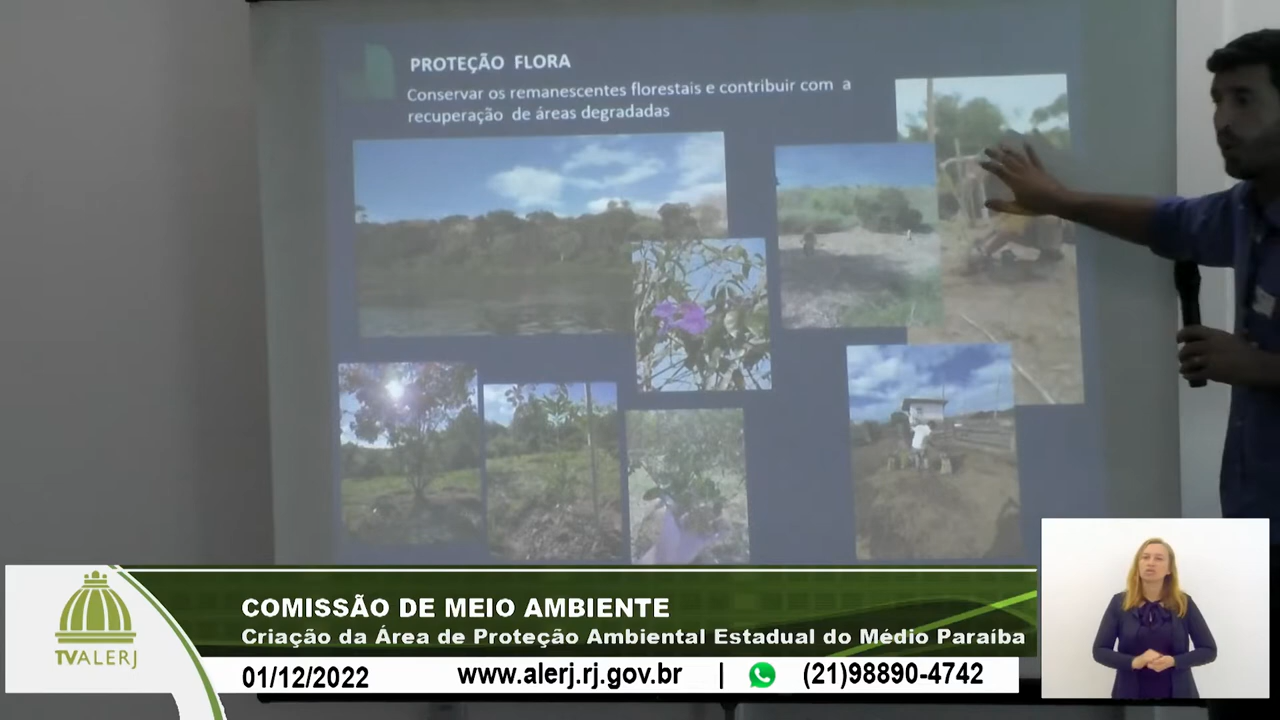 PROTEÇÃO FLORA
Conservar os remanescentes florestais e contribuir com a
recuperação de áreas degradadas
COMISSÃO DE MEIO AMBIENTE
Criação da Área de Proteção Ambiental Estadual do Médio Paraíba
TVALERJ
01/12/2022 www.alerj.rj.gov.br | (21)98890-4742